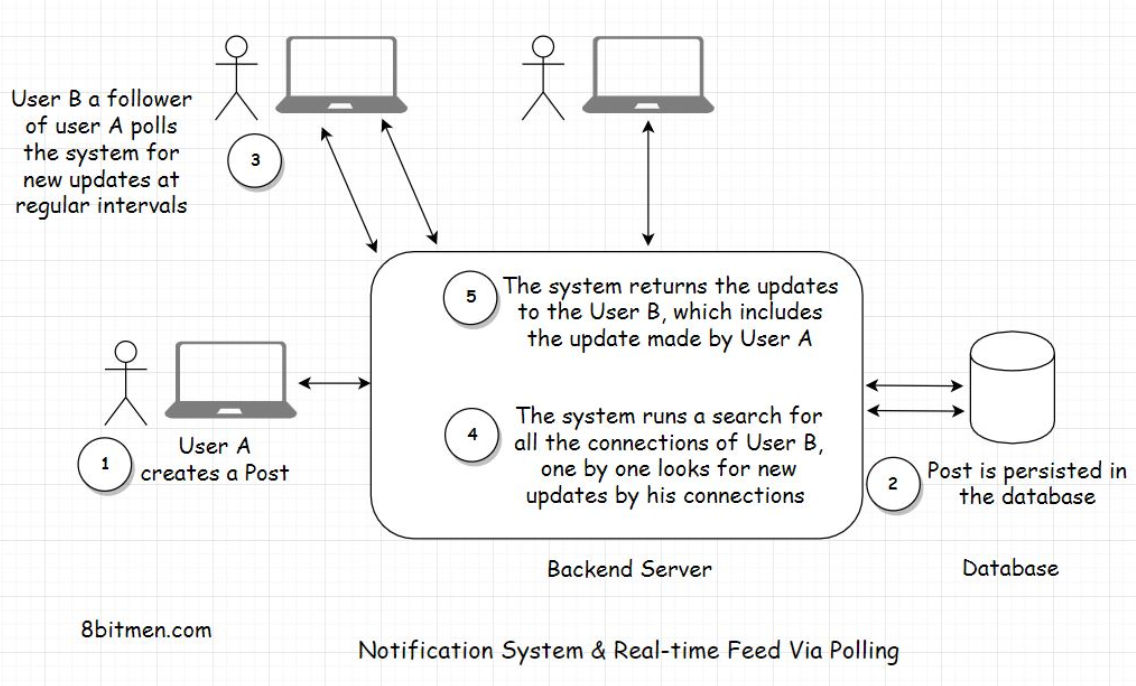 User B a follower
of user A polls
the system for
new updates at
regular intervals
3
5
The system returns the updates
to the User B, which includes
the update made by User A
4
The system runs a search for
all the connections of User B,
one by one looks for new
updates by his connections
1
User A
creates a Post
2
Post is persisted in
the database
Backend Server
Database
8bitmen.com
Notification System & Real-time Feed Via Polling